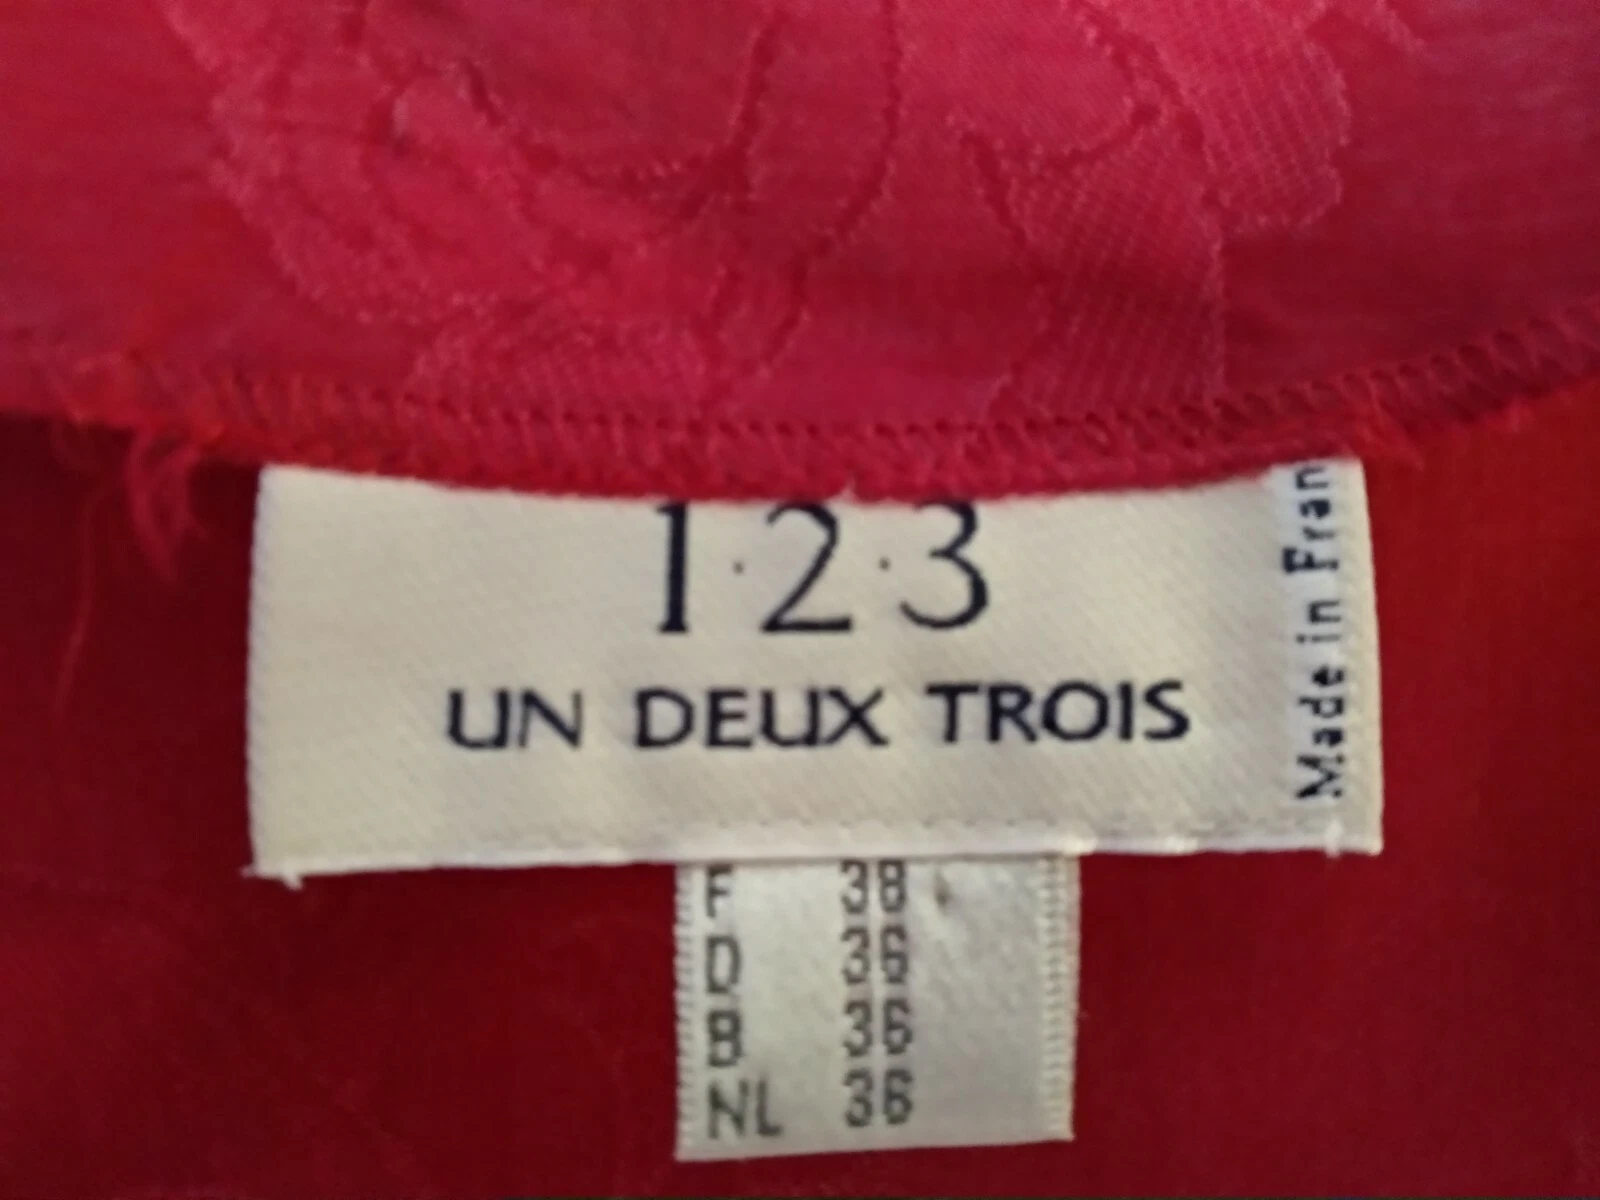 1·2·3
UN DEUX TROIS
Made in Fran
F 38
D 36
B 36
NL 36